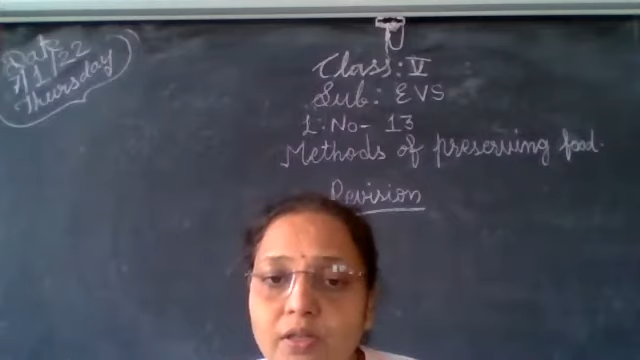 Date
7/1/22
Thursday
Class: V
Sub: EVS
L:No- 13
Methods of preserving food.
Revision